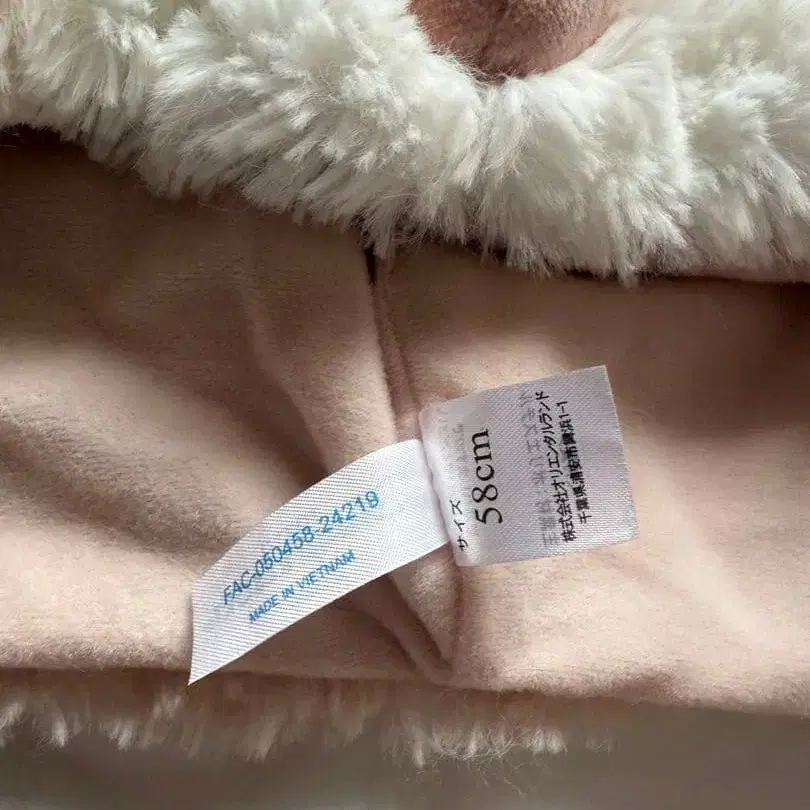 サイズ
58cm
株式会社オリエンタルランド
千葉県浦安市舞浜1-1
FAC-050458-24219
MADE IN VIETNAM